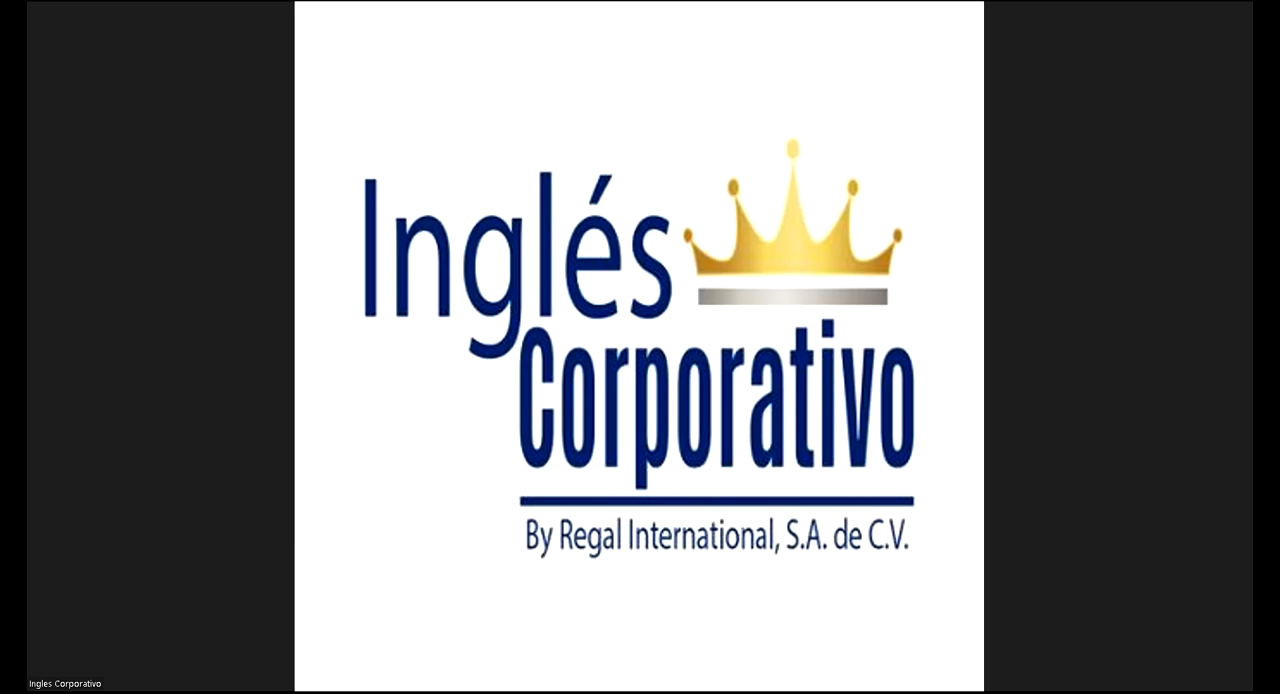 Inglés
Corporativo
By Regal International, S.A. de C.V.
Ingles Corporativo